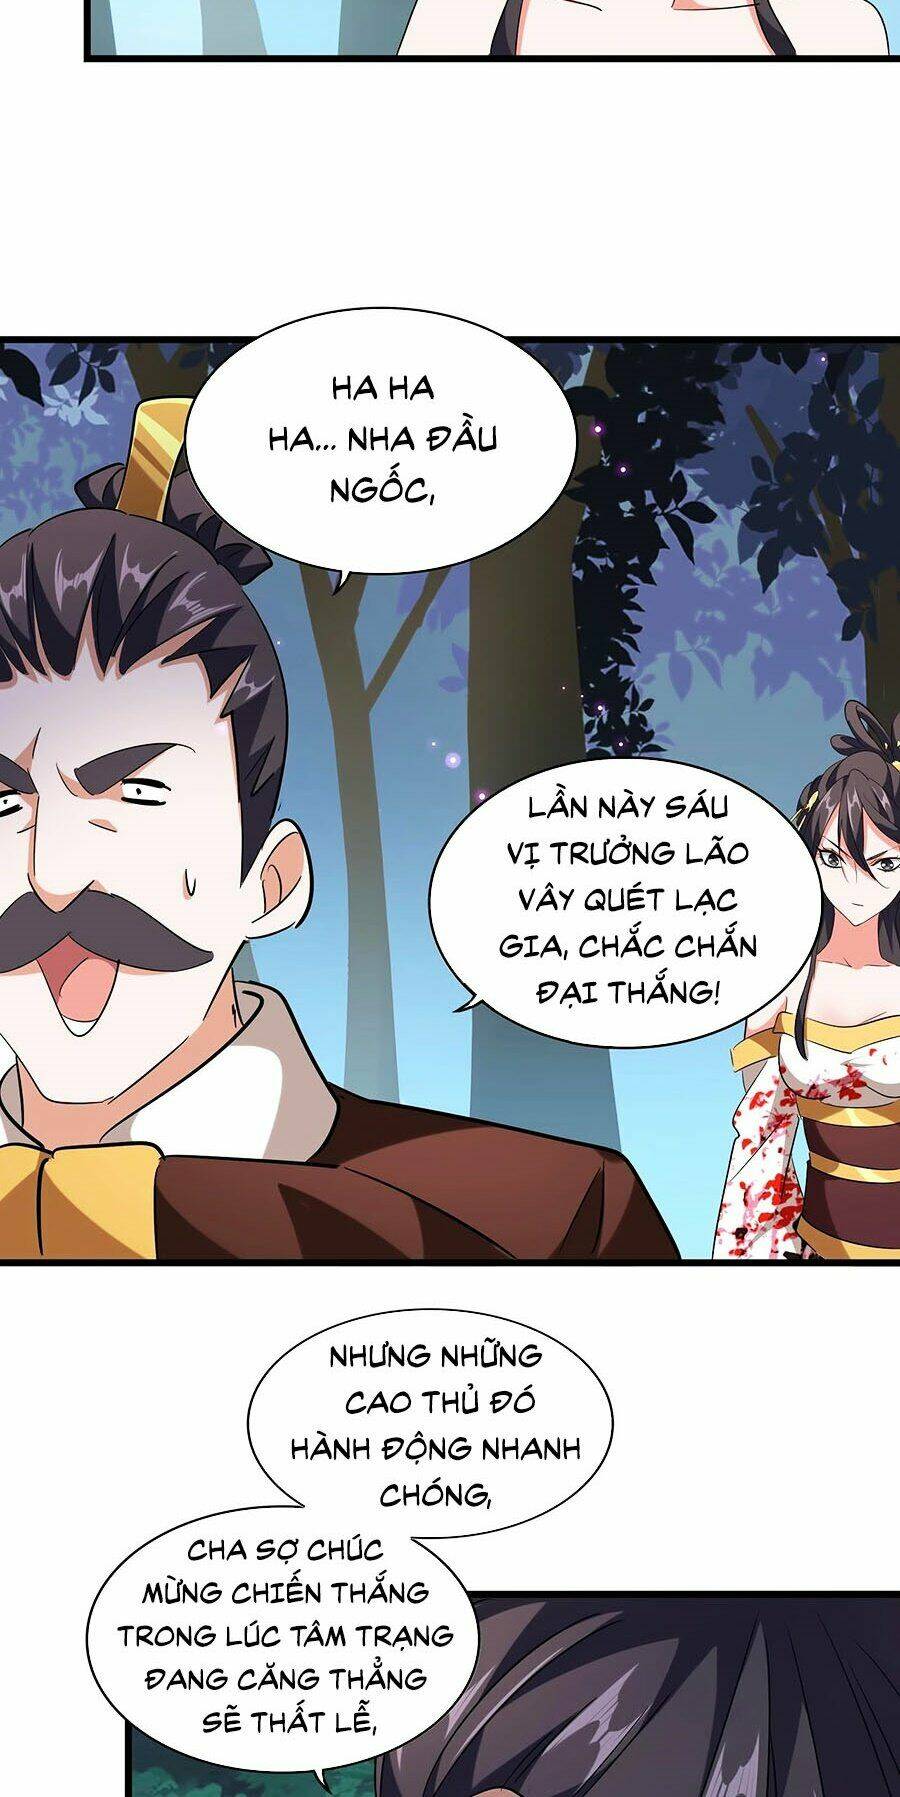 HA HA
HA... NHA ĐẦU
NGỐC,
LẦN NÀY SÁU
VỊ TRƯỞNG LÃO
VÂY QUÉT LẠC
GIA, CHẮC CHẮN
ĐẠI THẮNG!
NHƯNG NHỮNG
CAO THỦ ĐÓ
HÀNH ĐỘNG NHANH
CHÓNG,
CHA SỢ CHÚC
MỪNG CHIẾN THẮNG
TRONG LÚC TÂM TRẠNG
ĐANG CĂNG THẲNG
SẼ THẤT LỄ,